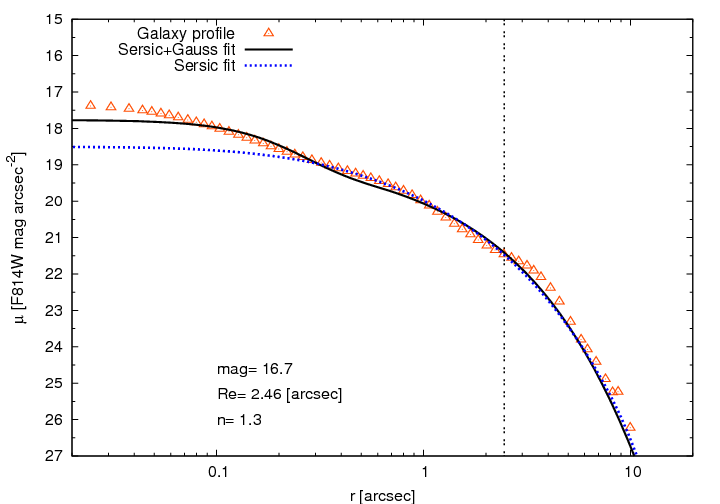 Galaxy profile
Sersic+Gauss fit
Sersic fit
15
16
17
18
19
20
21
22
23
24
25
26
27
μ [F814W mag arcsec-2]
mag= 16.7
Re= 2.46 [arcsec]
n= 1.3
0.1 1 10
r [arcsec]